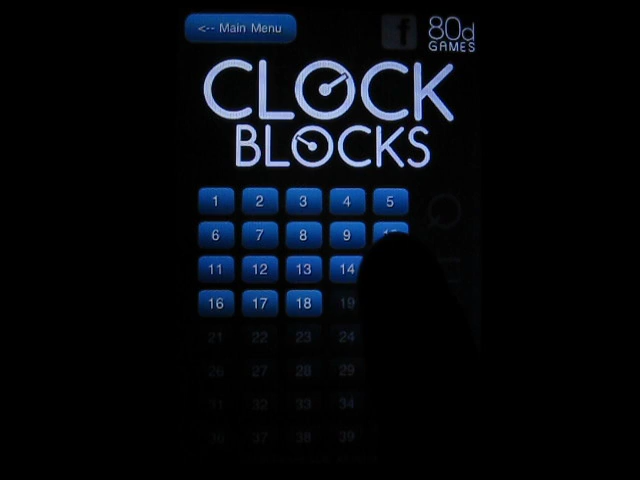 <-- Main Menu
f
80d
GAMES
CLOCK
BLOCKS
1 2 3 4 5
6 7 8 9
11 12 13 14
16 17 18 19
21 22 23 24
26 27 28 29
31 32 33 34
36 37 38 39